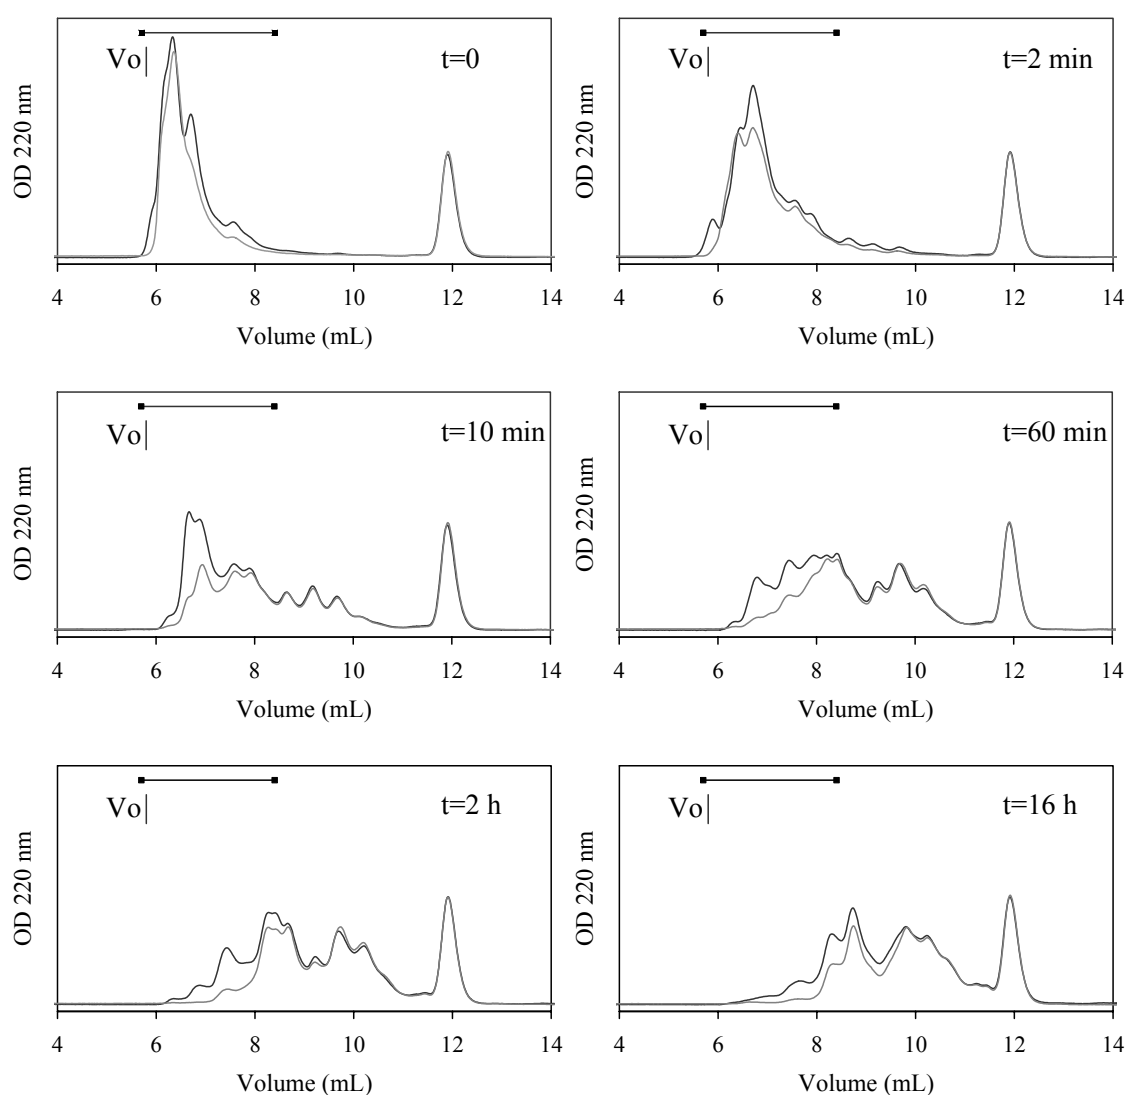 Vo
t=0
OD 220 nm
4 6 8 10 12 14
Volume (mL)
Vo
t=2 min
OD 220 nm
4 6 8 10 12 14
Volume (mL)
Vo
t=10 min
OD 220 nm
4 6 8 10 12 14
Volume (mL)
Vo
t=60 min
OD 220 nm
4 6 8 10 12 14
Volume (mL)
Vo
t=2 h
OD 220 nm
4 6 8 10 12 14
Volume (mL)
Vo
t=16 h
OD 220 nm
4 6 8 10 12 14
Volume (mL)